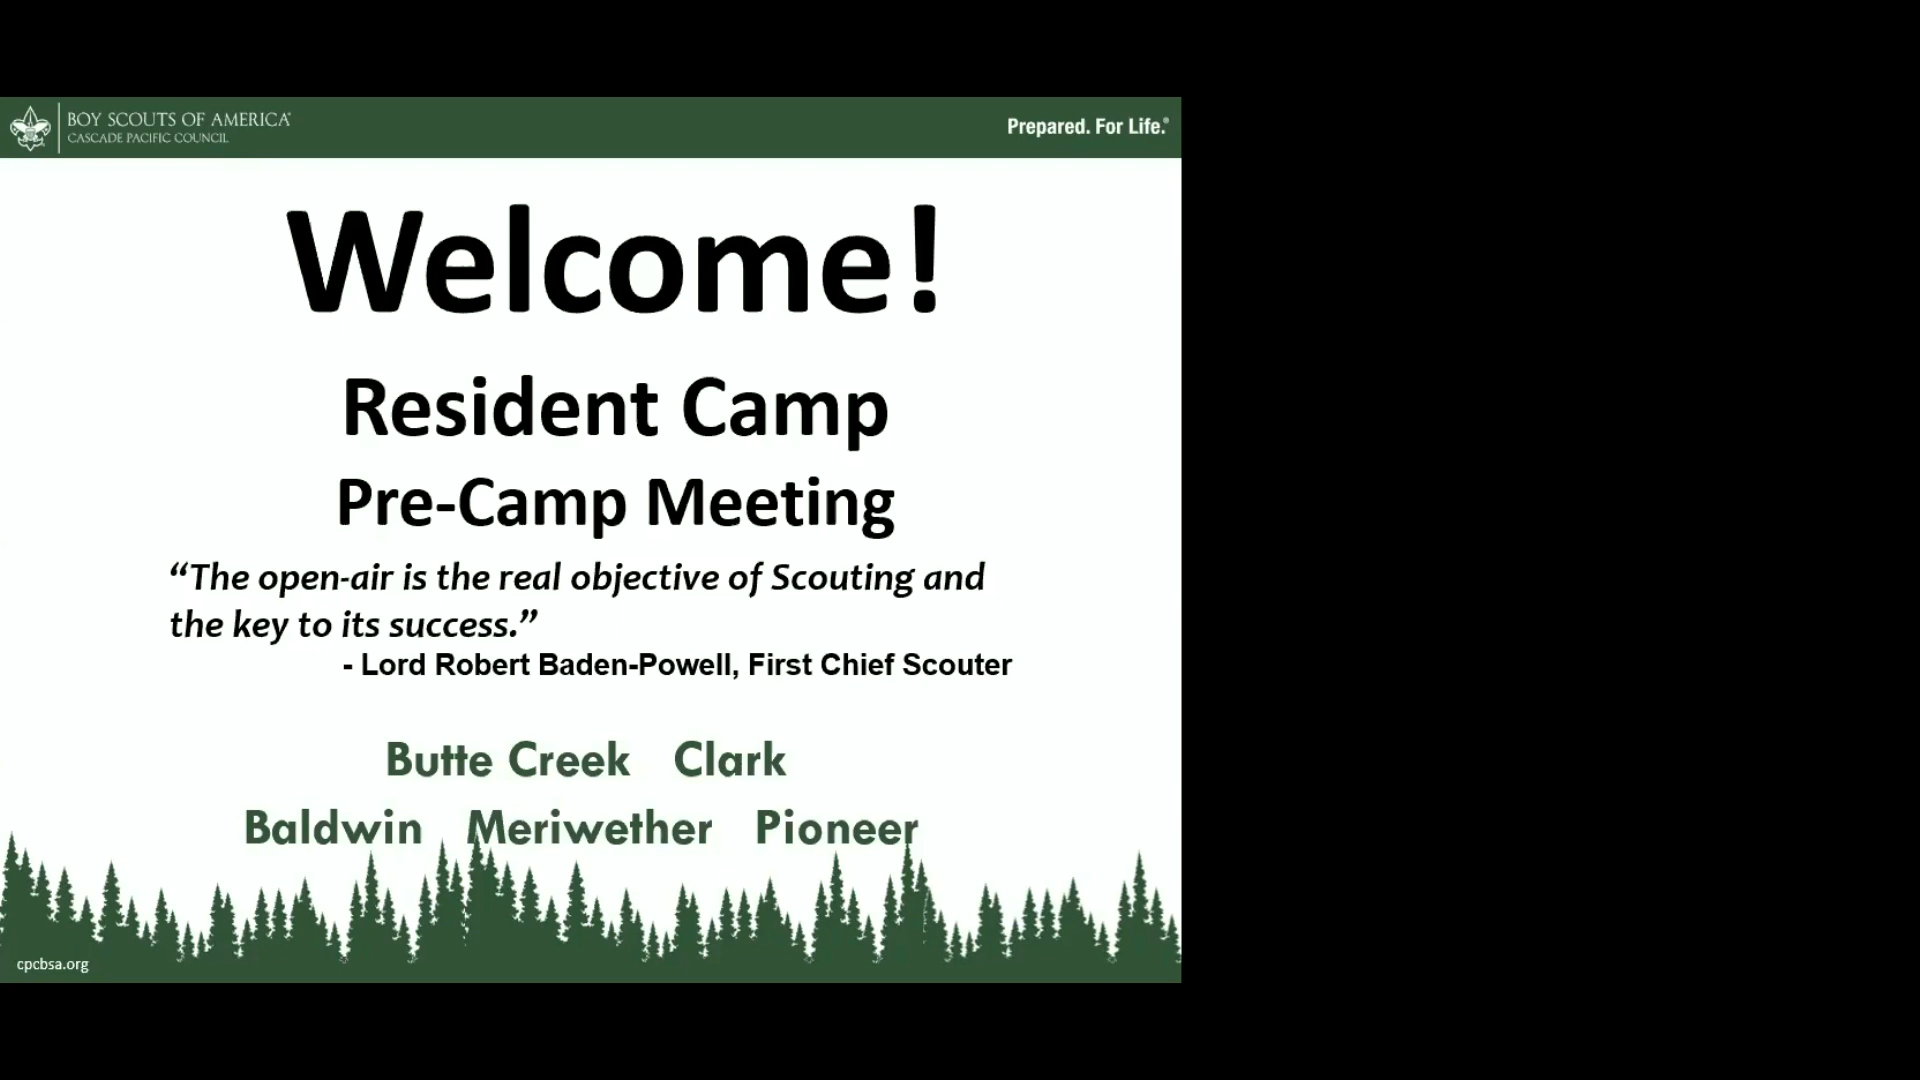 BOY SCOUTS OF AMERICA®
CASCADE PACIFIC COUNCIL
Prepared. For Life.®
Welcome!
Resident Camp
Pre-Camp Meeting
“The open-air is the real objective of Scouting and
the key to its success.”
- Lord Robert Baden-Powell, First Chief Scouter
Butte Creek Clark
Baldwin Meriwether Pioneer
cpcbsa.org